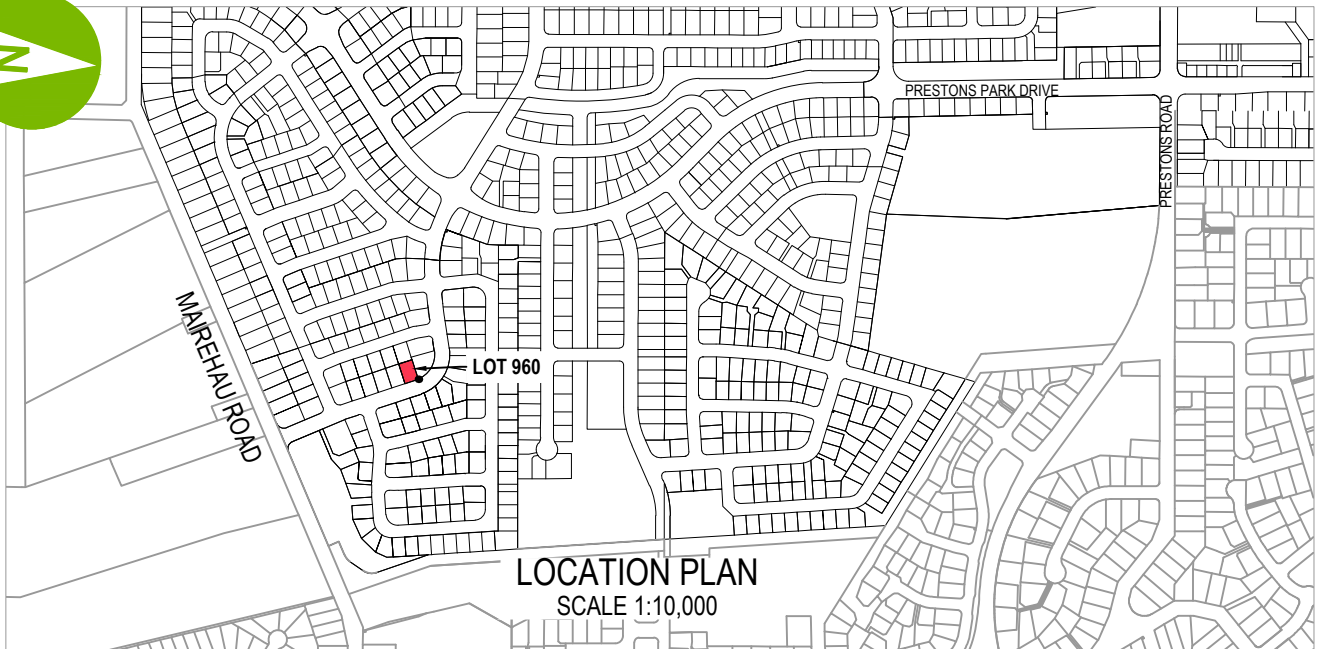 N
PRESTONS PARK DRIVE
PRESTONS ROAD
MAIREHAU ROAD
LOT 960
LOCATION PLAN
SCALE 1:10,000